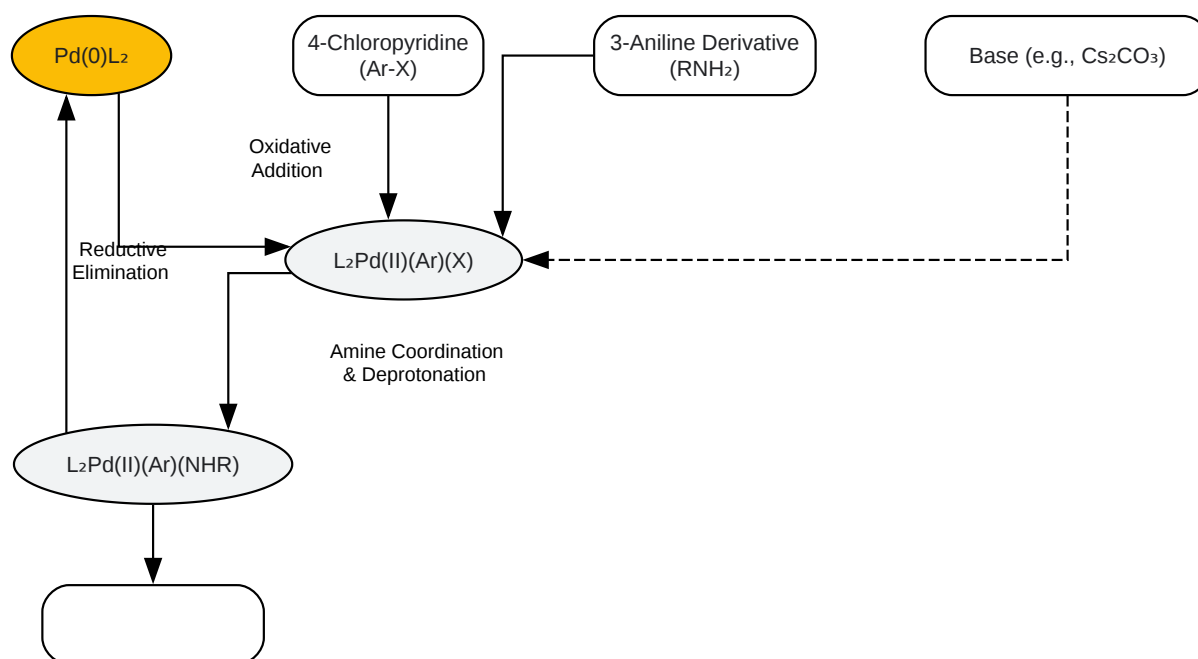 Pd(0)L₂
4-Chloropyridine
(Ar-X)
3-Aniline Derivative
(RNH₂)
Base (e.g., Cs₂CO₃)
Oxidative
Addition
Reductive
Elimination
L₂Pd(II)(Ar)(X)
Amine Coordination
& Deprotonation
L₂Pd(II)(Ar)(NHR)